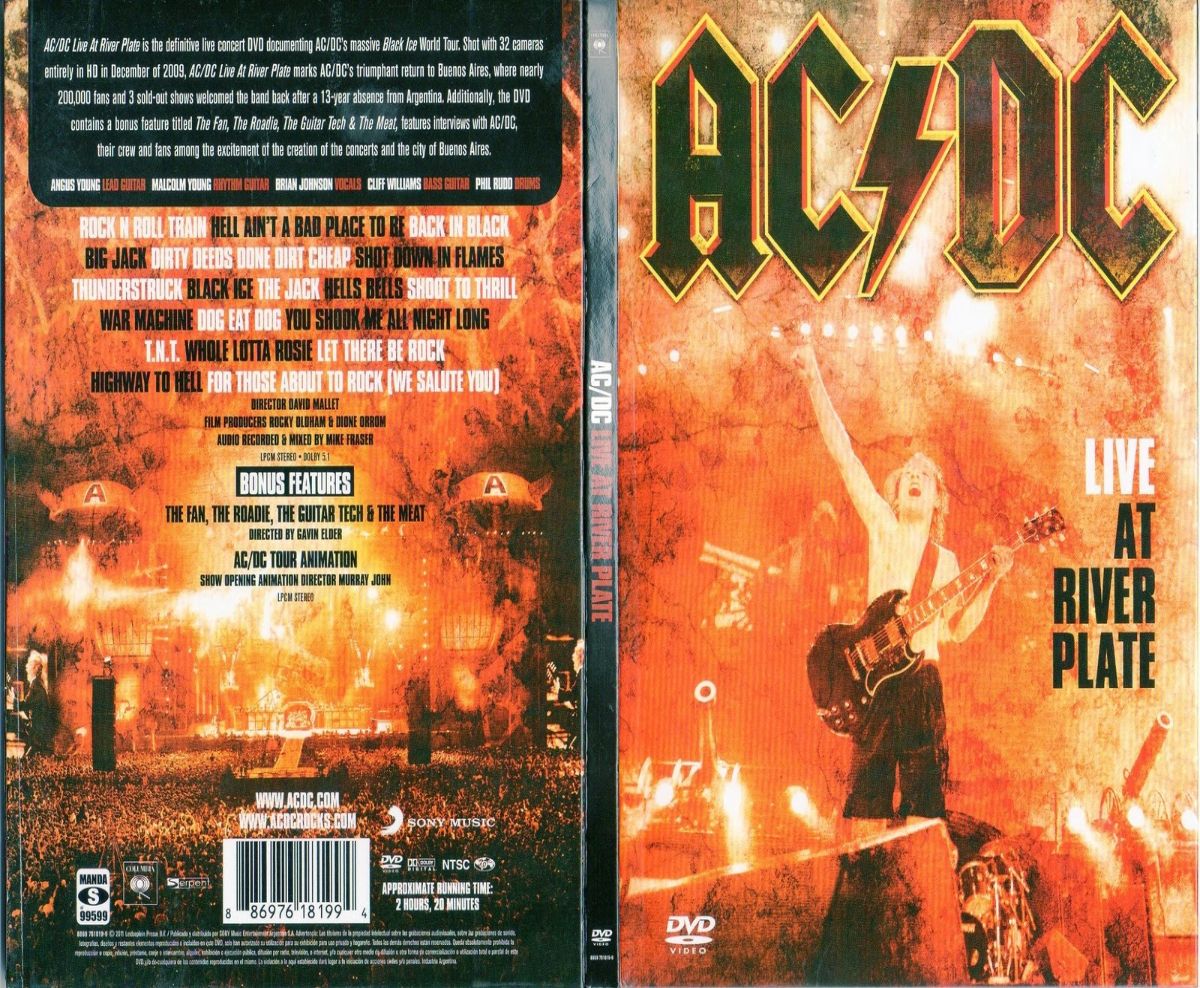 AC/DC Live At River Plate is the definitive live concert DVD documenting AC/DC's massive Black Ice World Tour. Shot with 32 cameras
entirely in HD in December of 2009, AC/DC Live At River Plate marks AC/DC's triumphant return to Buenos Aires, where nearly
200,000 fans and 3 sold-out shows welcomed the band back after a 13-year absence from Argentina. Additionally, the DVD
contains a bonus feature titled The Fan, The Roadie, The Guitar Tech & The Meat, features interviews with AC/DC,
their crew and fans among the excitement of the creation of the concerts and the city of Buenos Aires.
ANGUS YOUNG LEAD GUITAR MALCOLM YOUNG RHYTHM GUITAR BRIAN JOHNSON VOCALS CLIFF WILLIAMS BASS GUITAR PHIL RUDD DRUMS
ROCK N ROLL TRAIN HELL AIN'T A BAD PLACE TO BE BACK IN BLACK
BIG JACK DIRTY DEEDS DONE DIRT CHEAP SHOT DOWN IN FLAMES
THUNDERSTRUCK BLACK ICE THE JACK HELLS BELLS SHOOT TO THRILL
WAR MACHINE DOG EAT DOG YOU SHOOK ME ALL NIGHT LONG
T.N.T. WHOLE LOTTA ROSIE LET THERE BE ROCK
HIGHWAY TO HELL FOR THOSE ABOUT TO ROCK (WE SALUTE YOU)
DIRECTOR DAVID MALLET
FILM PRODUCERS ROCKY OLDHAM & DIONE ORROM
AUDIO RECORDED & MIXED BY MIKE FRASER
LPCM STEREO • DOLBY 5.1
BONUS FEATURES
THE FAN, THE ROADIE, THE GUITAR TECH & THE MEAT
DIRECTED BY GAVIN ELDER
AC/DC TOUR ANIMATION
SHOW OPENING ANIMATION DIRECTOR MURRAY JOHN
LPCM STEREO
A
A
WWW.ACDC.COM
WWW.ACDCROCKS.COM
SONY MUSIC
MANDA
S
99599
COLUMBIA
Serpent
8 86976 18199 4
DVD VIDEO
DOLBY DIGITAL
NTSC
APPROXIMATE RUNNING TIME:
2 HOURS, 20 MINUTES
AC/DC LIVE AT RIVER PLATE
DVD VIDEO
AC/DC
LIVE
AT
RIVER
PLATE
DVD
VIDEO